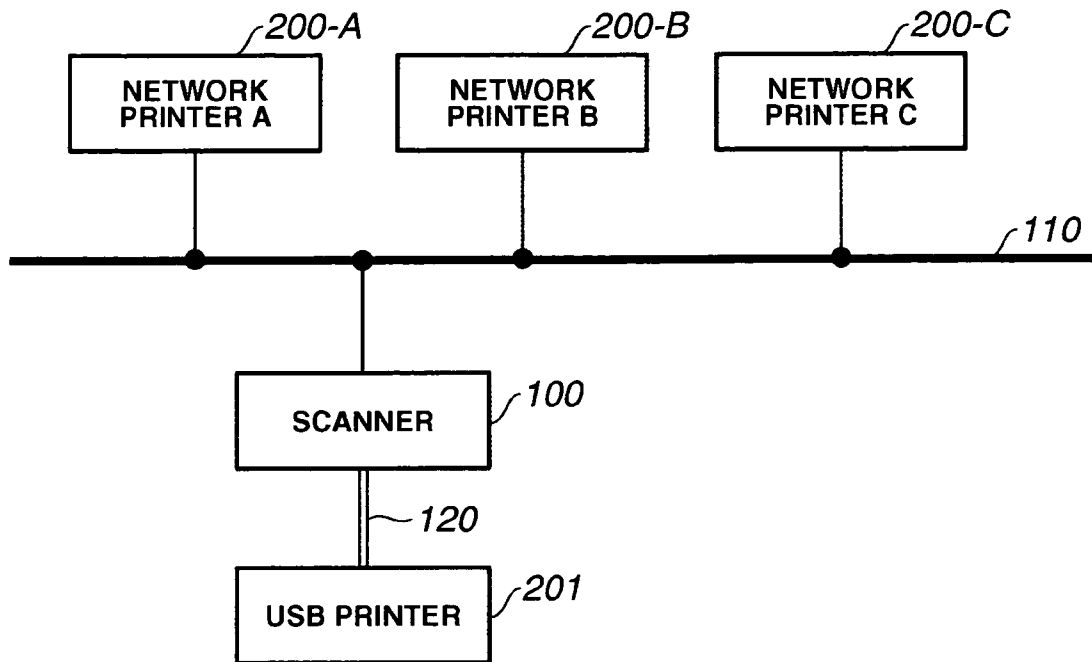 200-A
200-B
200-C
NETWORK
PRINTER A
NETWORK
PRINTER B
NETWORK
PRINTER C
110
SCANNER
100
120
USB PRINTER
201